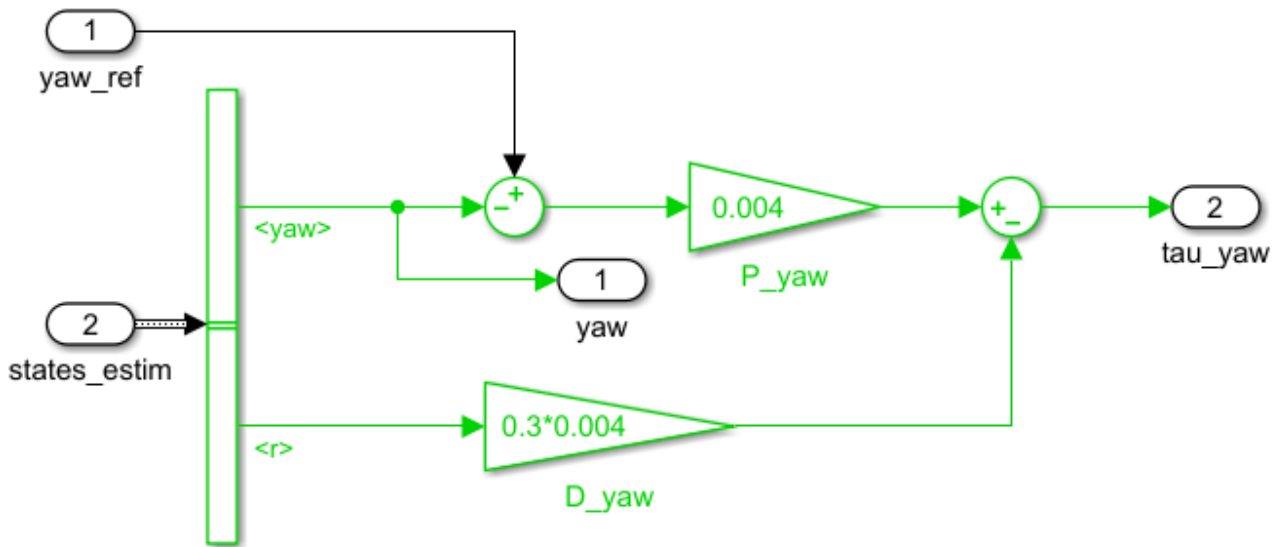 1
yaw_ref
<yaw>
- +
0.004
P_yaw
+ -
2
tau_yaw
1
yaw
2
states_estim
<r>
0.3*0.004
D_yaw